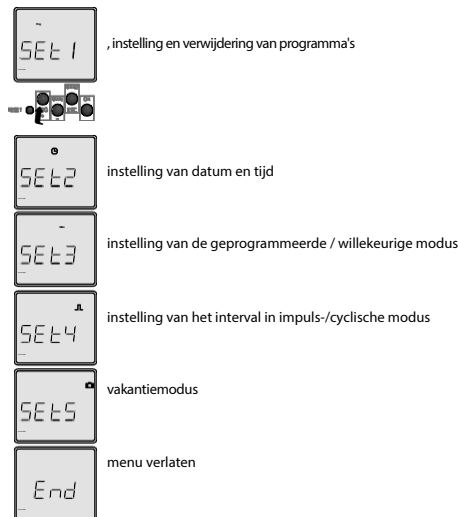 SEt1
, instelling en verwijdering van programma's
SEt2
instelling van datum en tijd
SEt3
instelling van de geprogrammeerde / willekeurige modus
SEt4
instelling van het interval in impuls-/cyclische modus
SEt5
vakantiemodus
End
menu verlaten